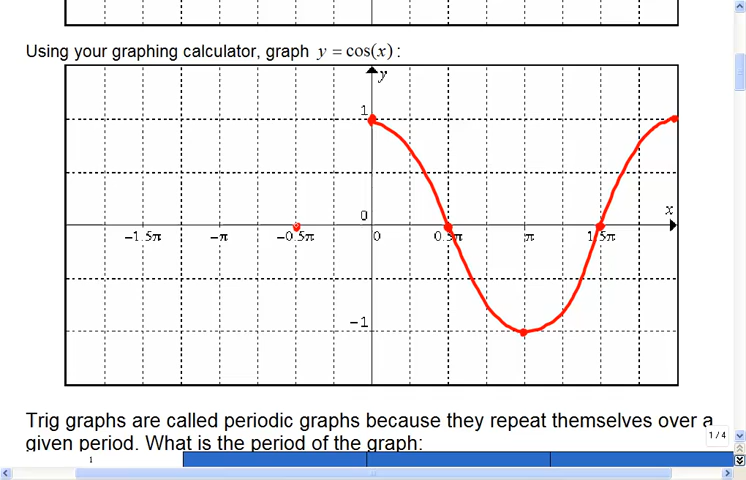 Using your graphing calculator, graph y = cos(x) :
y
1
0
x
−1.5π −π −0.5π 0 0.5π π 1.5π
−1
Trig graphs are called periodic graphs because they repeat themselves over a
given period. What is the period of the graph:
1 / 4
1